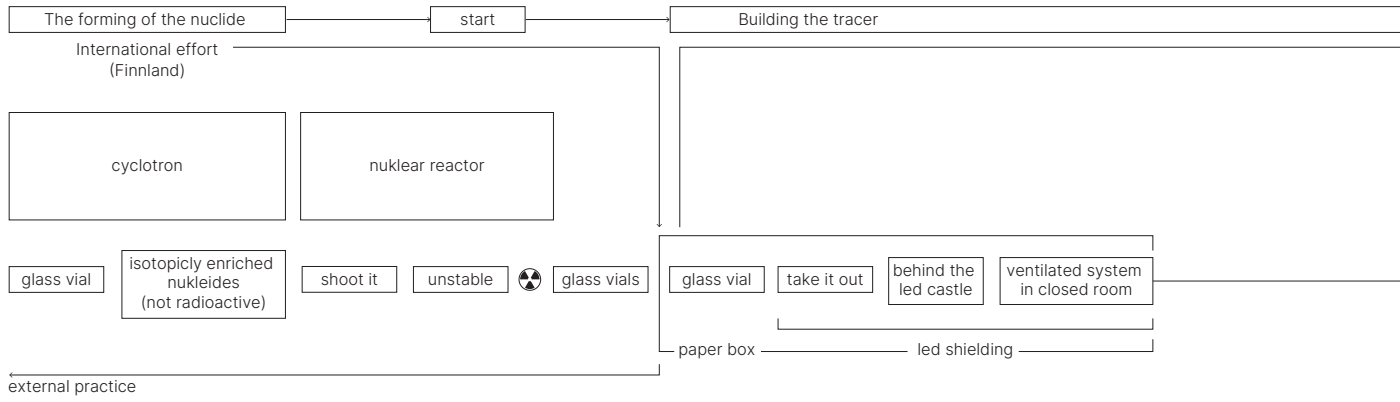 The forming of the nuclide
start
Building the tracer
International effort
(Finnland)
cyclotron
nuklear reactor
glass vial
isotopicly enriched
nukleides
(not radioactive)
shoot it
unstable
glass vials
glass vial
take it out
behind the
led castle
ventilated system
in closed room
paper box
led shielding
external practice